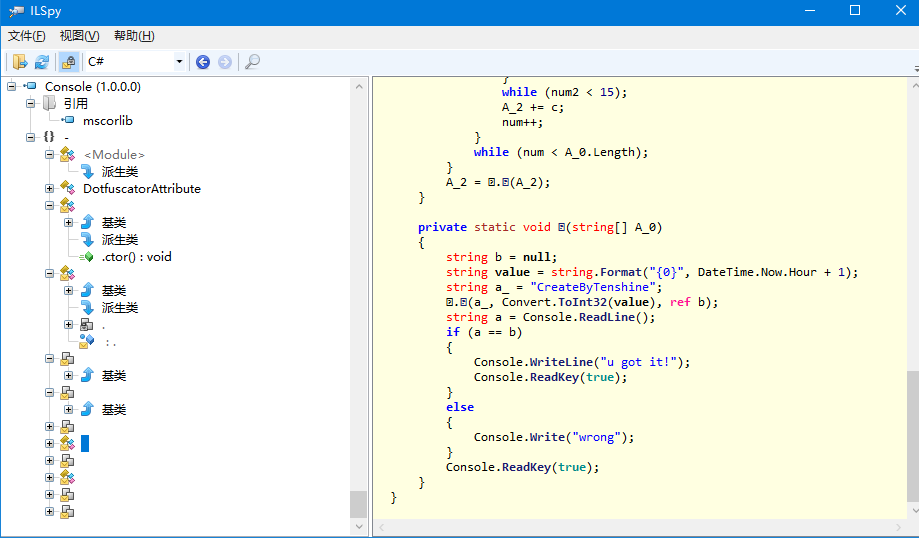 ILSpy
文件(F) 视图(V) 帮助(H)
C#
Console (1.0.0.0)
引用
mscorlib
{} -
<Module>
派生类
DotfuscatorAttribute
基类
派生类
.ctor() : void
基类
派生类
.
: .
基类
基类
}
while (num2 < 15);
A_2 += c;
num++;
}
while (num < A_0.Length);
}
A_2 = .(A_2);
}
private static void (string[] A_0)
{
string b = null;
string value = string.Format("{0}", DateTime.Now.Hour + 1);
string a_ = "CreateByTenshine";
.(a_, Convert.ToInt32(value), ref b);
string a = Console.ReadLine();
if (a == b)
{
Console.WriteLine("u got it!");
Console.ReadKey(true);
}
else
{
Console.Write("wrong");
}
Console.ReadKey(true);
}
}